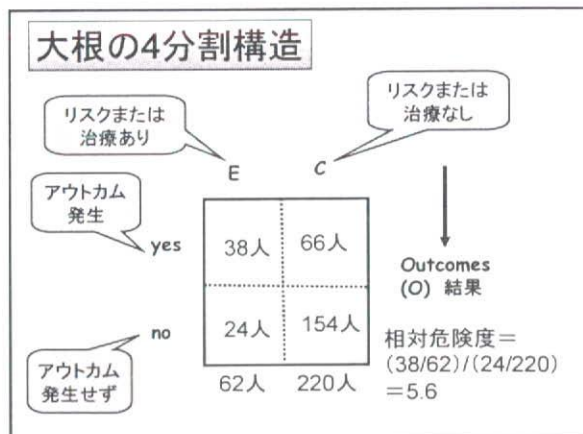 大根の4分割構造
リスクまたは
治療あり
リスクまたは
治療なし
E
C
アウトカム
発生
yes
38人
66人
Outcomes
(O) 結果
no
24人
154人
アウトカム
発生せず
62人
220人
相対危険度＝
(38/62)/(24/220)
＝5.6